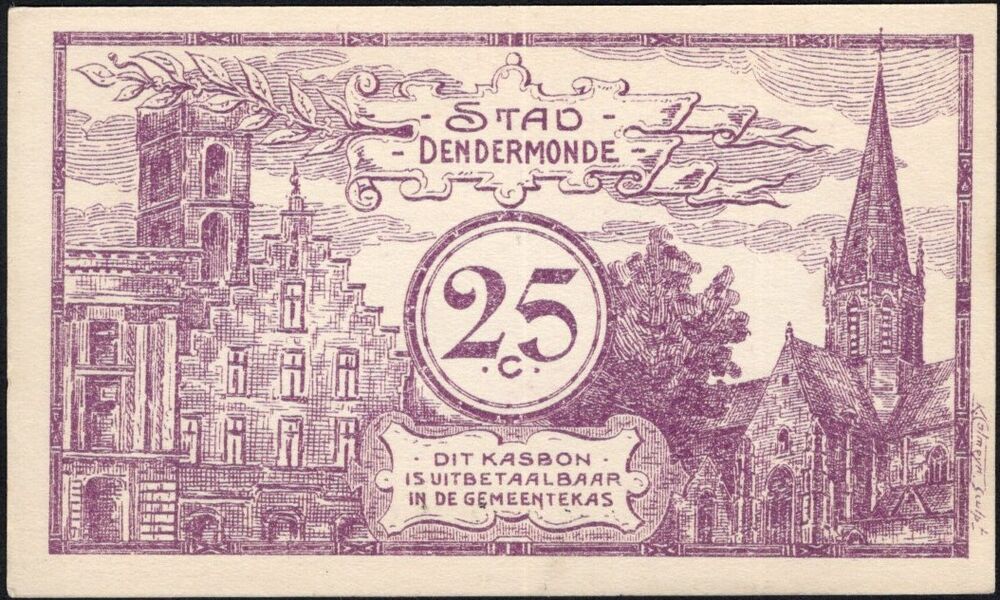 - STAD -
- DENDERMONDE -
25
· C ·
· DIT KASBON ·
IS UITBETAALBAAR
IN DE GEMEENTEKAS